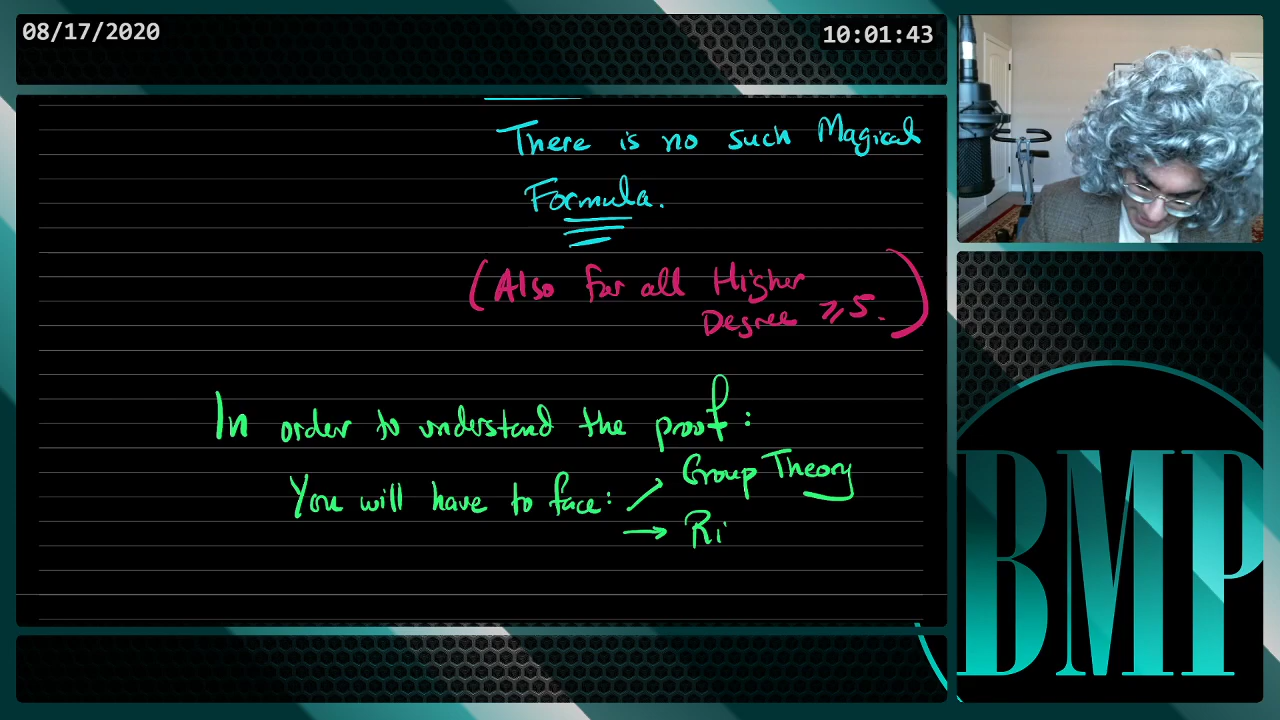 08/17/2020
10:01:43
There is no such Magical
Formula.
(Also for all Higher
Degree ≥5.)
In order to understand the proof:
You will have to face: → Group Theory
→ Ri
BMP